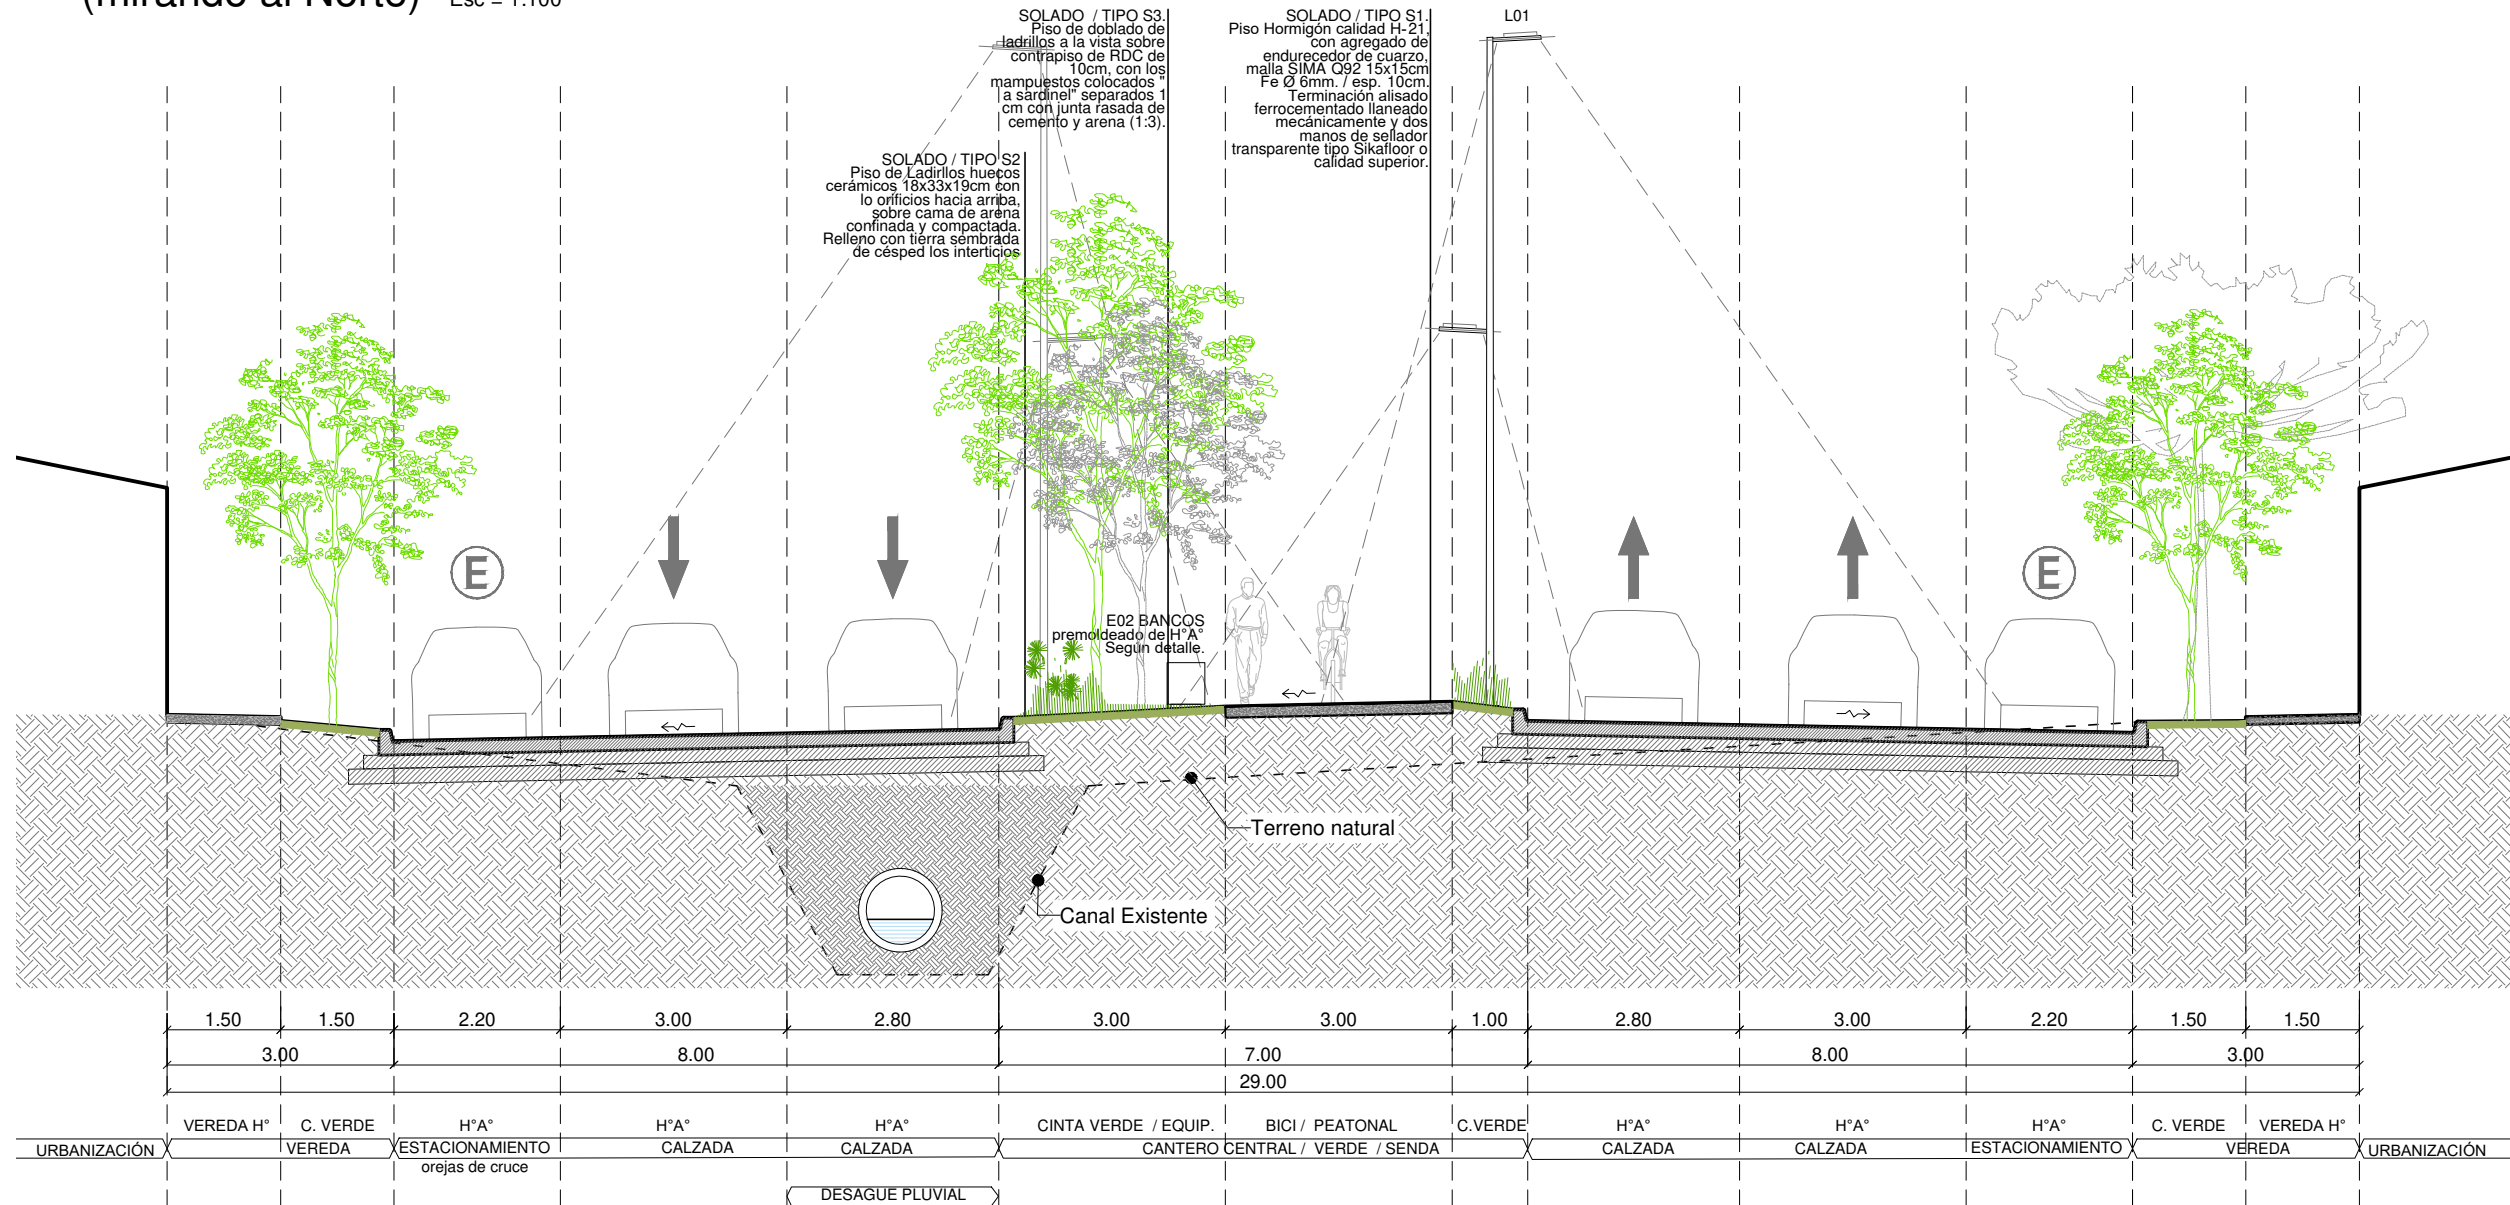 (mirando al Norte) Esc = 1:100
SOLADO / TIPO S3.
Piso de doblado de
ladrillos a la vista sobre
contrapiso de RDC de
10cm, con los
mampuestos colocados "
a sardinel" separados 1
cm con junta rasada de
cemento y arena (1:3).
SOLADO / TIPO S1.
Piso Hormigón calidad H-21,
con agregado de
endurecedor de cuarzo,
malla SIMA Q92 15x15cm
Fe Ø 6mm. / esp. 10cm.
Terminación alisado
ferrocementado llaneado
mecánicamente y dos
manos de sellador
transparente tipo Sikafloor o
calidad superior.
L01
SOLADO / TIPO S2
Piso de Ladirllos huecos
cerámicos 18x33x19cm con
lo orificios hacia arriba,
sobre cama de arena
confinada y compactada.
Relleno con tierra sembrada
de césped los interticios
E
E
E02 BANCOS
premoldeado de H°A°
Según detalle.
Terreno natural
Canal Existente
1.50 1.50 2.20 3.00 2.80 3.00 3.00 1.00 2.80 3.00 2.20 1.50 1.50
3.00 8.00 7.00 8.00 3.00
29.00
VEREDA H° C. VERDE H°A° H°A° H°A° CINTA VERDE / EQUIP. BICI / PEATONAL C.VERDE H°A° H°A° H°A° C. VERDE VEREDA H°
URBANIZACIÓN VEREDA ESTACIONAMIENTO CALZADA CALZADA CANTERO CENTRAL / VERDE / SENDA CALZADA CALZADA ESTACIONAMIENTO VEREDA URBANIZACIÓN
orejas de cruce
DESAGUE PLUVIAL